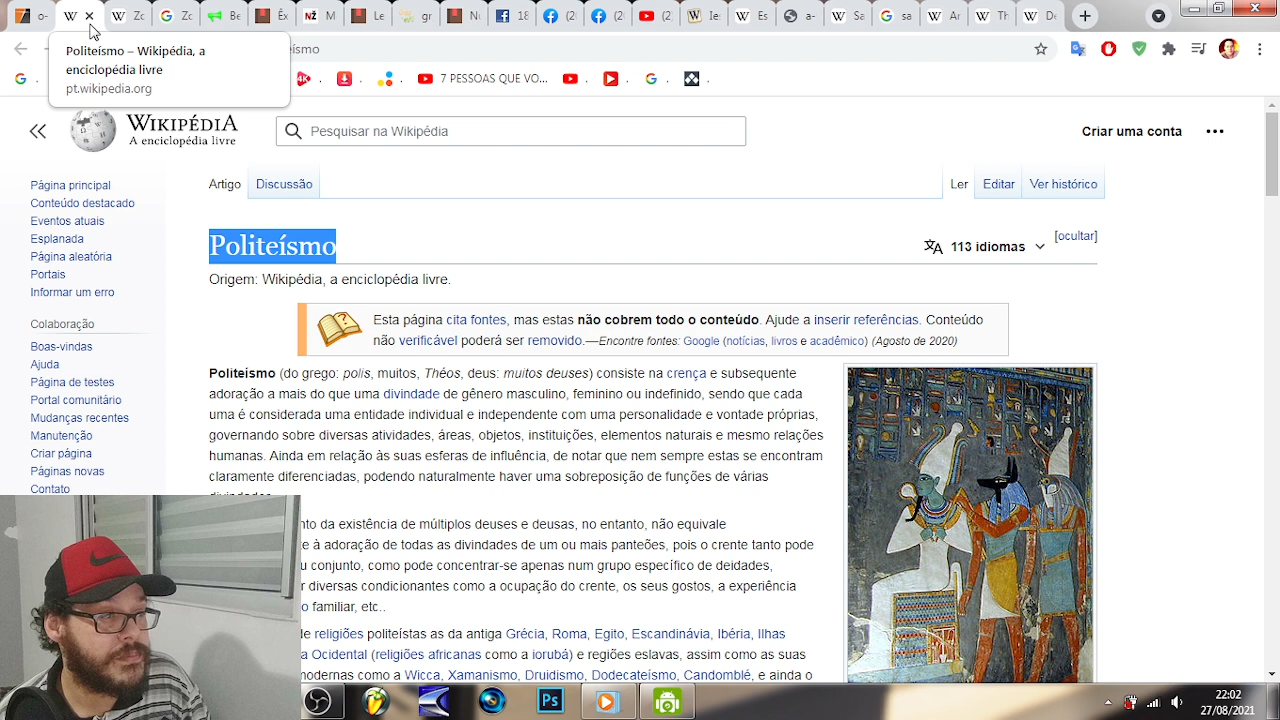 Politeísmo – Wikipédia, a
enciclopédia livre
pt.wikipedia.org
eísmo
7 PESSOAS QUE VO...
WIKIPÉDIA
A enciclopédia livre
Pesquisar na Wikipédia
Criar uma conta
Página principal
Conteúdo destacado
Eventos atuais
Esplanada
Página aleatória
Portais
Informar um erro
Colaboração
Boas-vindas
Ajuda
Página de testes
Portal comunitário
Mudanças recentes
Manutenção
Criar página
Páginas novas
Contato
Artigo Discussão Ler Editar Ver histórico
Politeísmo
113 idiomas
[ocultar]
Origem: Wikipédia, a enciclopédia livre.
Esta página cita fontes, mas estas não cobrem todo o conteúdo. Ajude a inserir referências. Conteúdo
não verificável poderá ser removido.—Encontre fontes: Google (notícias, livros e acadêmico) (Agosto de 2020)
Politeísmo (do grego: polis, muitos, Théos, deus: muitos deuses) consiste na crença e subsequente
adoração a mais do que uma divindade de gênero masculino, feminino ou indefinido, sendo que cada
uma é considerada uma entidade individual e independente com uma personalidade e vontade próprias,
governando sobre diversas atividades, áreas, objetos, instituições, elementos naturais e mesmo relações
humanas. Ainda em relação às suas esferas de influência, de notar que nem sempre estas se encontram
claramente diferenciadas, podendo naturalmente haver uma sobreposição de funções de várias
nto da existência de múltiplos deuses e deusas, no entanto, não equivale
e à adoração de todas as divindades de um ou mais panteões, pois o crente tanto pode
u conjunto, como pode concentrar-se apenas num grupo específico de deidades,
r diversas condicionantes como a ocupação do crente, os seus gostos, a experiência
o familiar, etc..
e religiões politeístas as da antiga Grécia, Roma, Egito, Escandinávia, Ibéria, Ilhas
a Ocidental (religiões africanas como a iorubá) e regiões eslavas, assim como as suas
modernas como a Wicca, Xamanismo, Druidismo, Dodecateísmo, Candomblé, e ainda o
Ps
22:02
27/08/2021